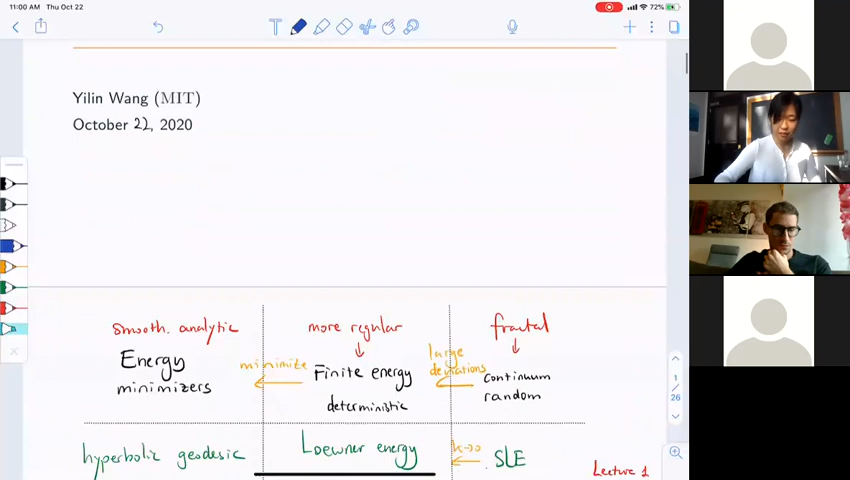 11:00 AM Thu Oct 22
72%
Yilin Wang (MIT)
October 22, 2020
smooth. analytic
more regular
fractal
Energy
minimizers
minimize
Finite energy
deterministic
large
deviations
continuum
random
hyperbolic geodesic
Loewner energy
k→0
SLE
Lecture 1
1
/
26